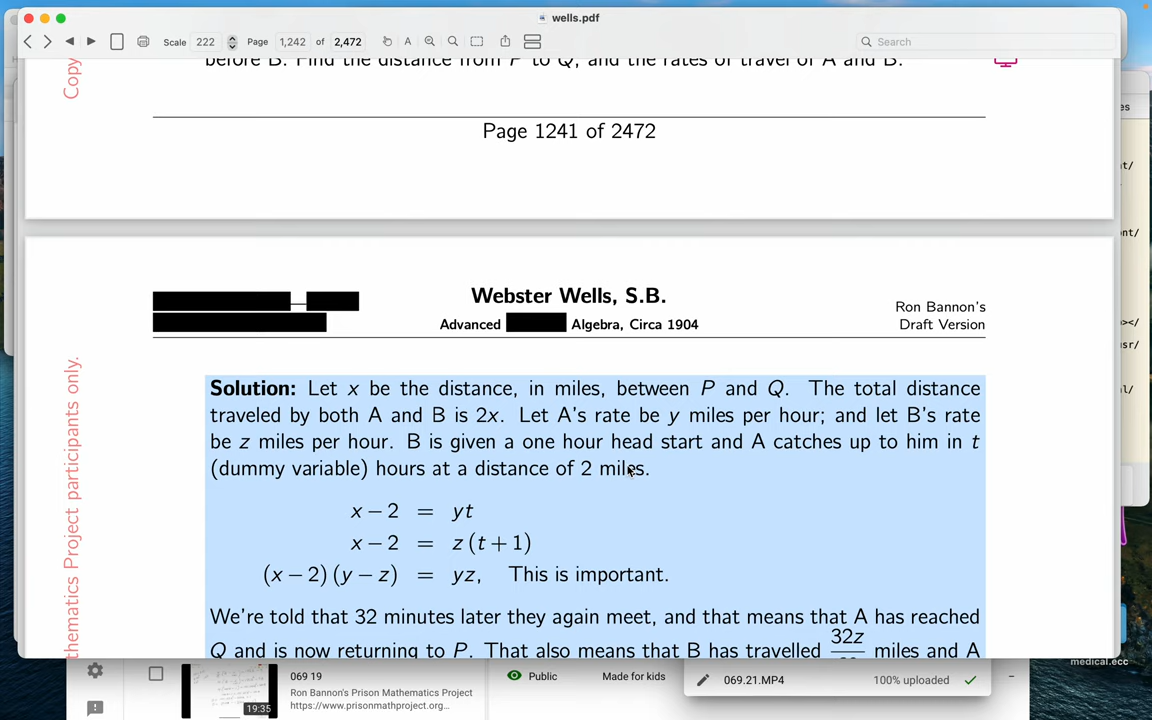 wells.pdf
Scale 222 Page 1,242 of 2,472 A Search
before B. Find the distance from P to Q, and the rates of travel of A and B.
Copy
Page 1241 of 2472
Webster Wells, S.B.
Advanced Algebra, Circa 1904
Ron Bannon's
Draft Version
thematics Project participants only.
Solution: Let x be the distance, in miles, between P and Q. The total distance
traveled by both A and B is 2x. Let A's rate be y miles per hour; and let B's rate
be z miles per hour. B is given a one hour head start and A catches up to him in t
(dummy variable) hours at a distance of 2 miles.
x − 2 = yt
x − 2 = z (t + 1)
(x − 2) (y − z) = yz, This is important.
We're told that 32 minutes later they again meet, and that means that A has reached
Q and is now returning to P. That also means that B has travelled 32z miles and A
es
t/
nt/
></
sr/
l/
medical.ecc
069 19
Ron Bannon's Prison Mathematics Project
https://www.prisonmathproject.org...
19:35
Public
Made for kids
069.21.MP4
100% uploaded